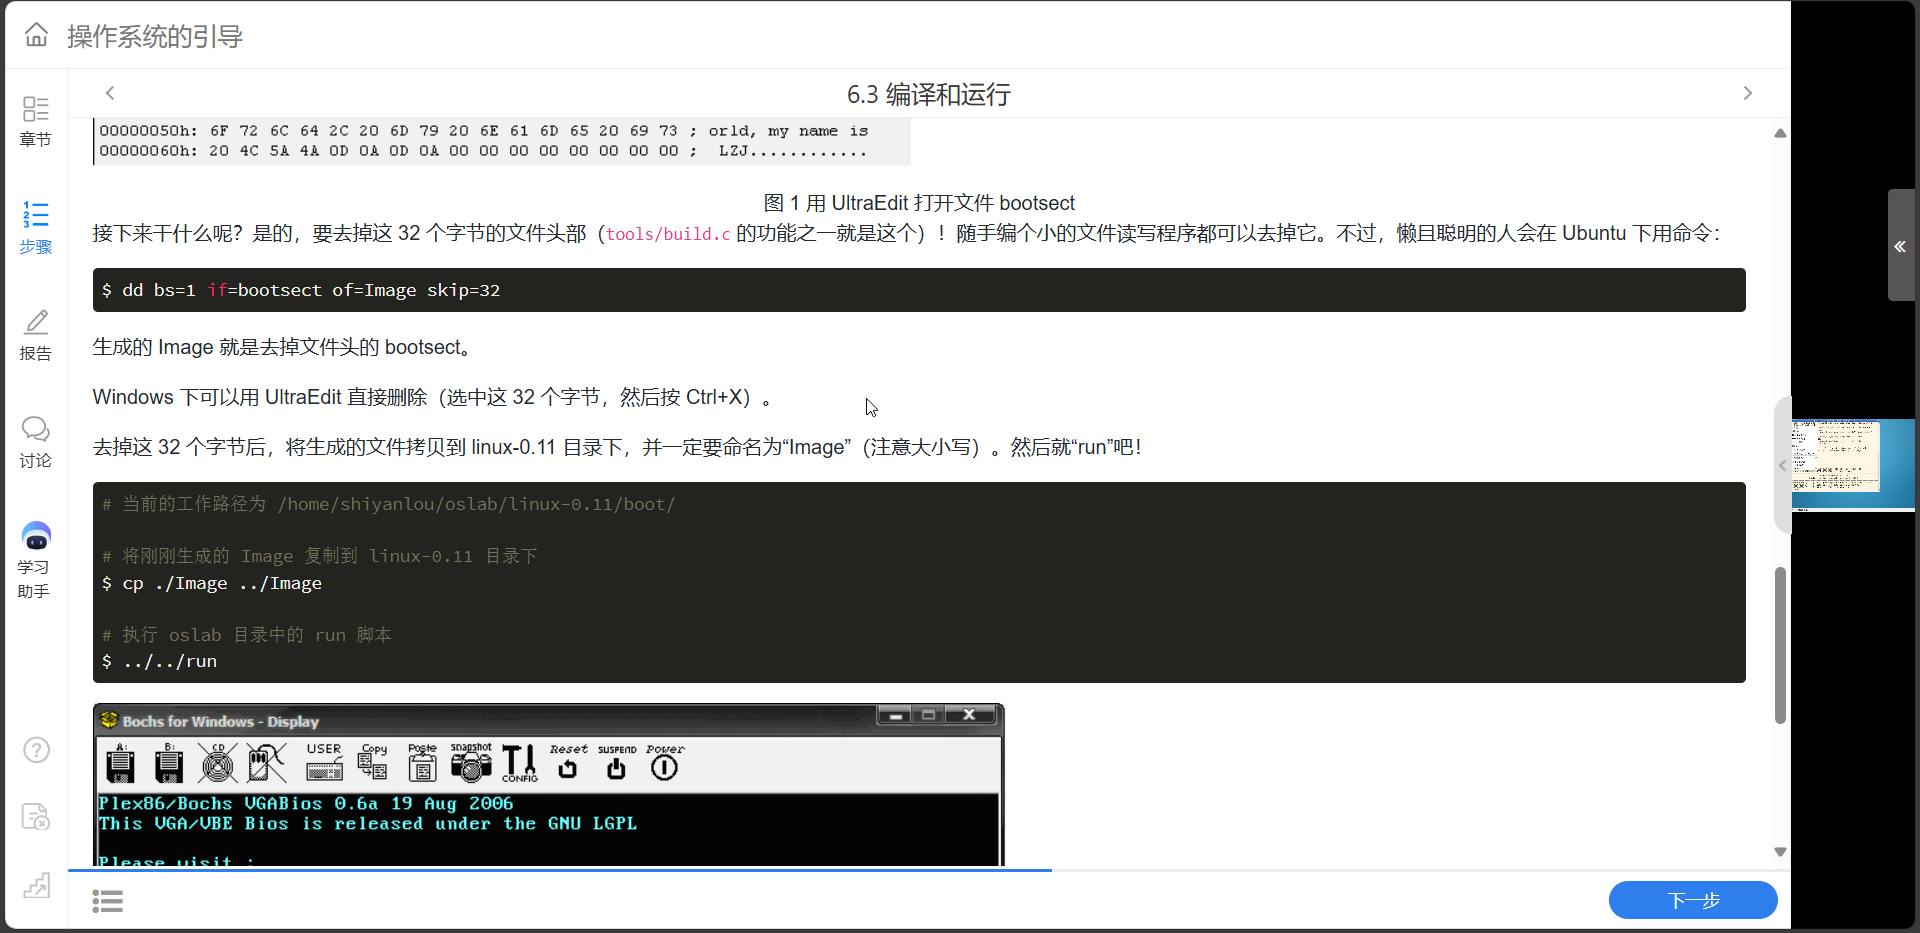 操作系统的引导
章节
步骤
报告
讨论
学习
助手
6.3 编译和运行
00000050h: 6F 72 6C 64 2C 20 6D 79 20 6E 61 6D 65 20 69 73 ; orld, my name is
00000060h: 20 4C 5A 4A 0D 0A 0D 0A 00 00 00 00 00 00 00 00 ;  LZJ............
图 1 用 UltraEdit 打开文件 bootsect
接下来干什么呢？是的，要去掉这 32 个字节的文件头部（tools/build.c 的功能之一就是这个）！随手编个小的文件读写程序都可以去掉它。不过，懒且聪明的人会在 Ubuntu 下用命令：
$ dd bs=1 if=bootsect of=Image skip=32
生成的 Image 就是去掉文件头的 bootsect。
Windows 下可以用 UltraEdit 直接删除（选中这 32 个字节，然后按 Ctrl+X）。
去掉这 32 个字节后，将生成的文件拷贝到 linux-0.11 目录下，并一定要命名为“Image”（注意大小写）。然后就“run”吧！
# 当前的工作路径为 /home/shiyanlou/oslab/linux-0.11/boot/
# 将刚刚生成的 Image 复制到 linux-0.11 目录下
$ cp ./Image ../Image
# 执行 oslab 目录中的 run 脚本
$ ../../run
Bochs for Windows - Display
A: B: CD USER Copy Paste snapshot CONFIG Reset SUSPEND Power
Plex86/Bochs VGABios 0.6a 19 Aug 2006
This VGA/VBE Bios is released under the GNU LGPL
Please visit :
下一步